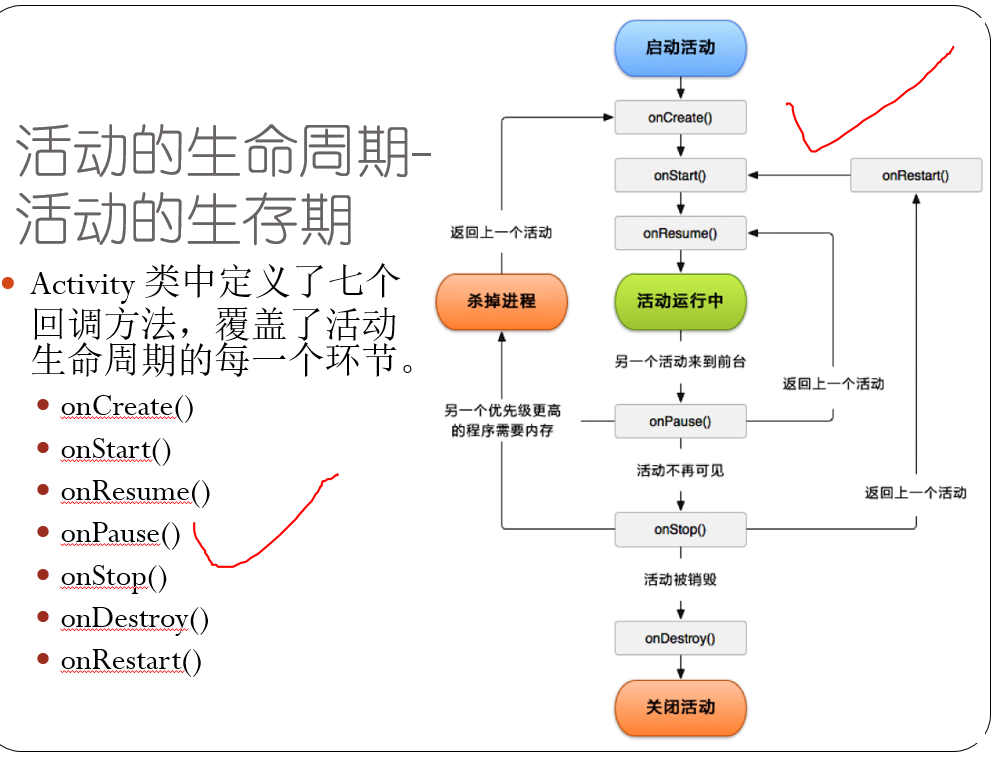 活动的生命周期-
活动的生存期
Activity 类中定义了七个
回调方法，覆盖了活动
生命周期的每一个环节。
onCreate()
onStart()
onResume()
onPause()
onStop()
onDestroy()
onRestart()
启动活动
onCreate()
onStart()
onRestart()
onResume()
返回上一个活动
杀掉进程
活动运行中
另一个活动来到前台
返回上一个活动
另一个优先级更高
的程序需要内存
onPause()
活动不再可见
返回上一个活动
onStop()
活动被销毁
onDestroy()
关闭活动